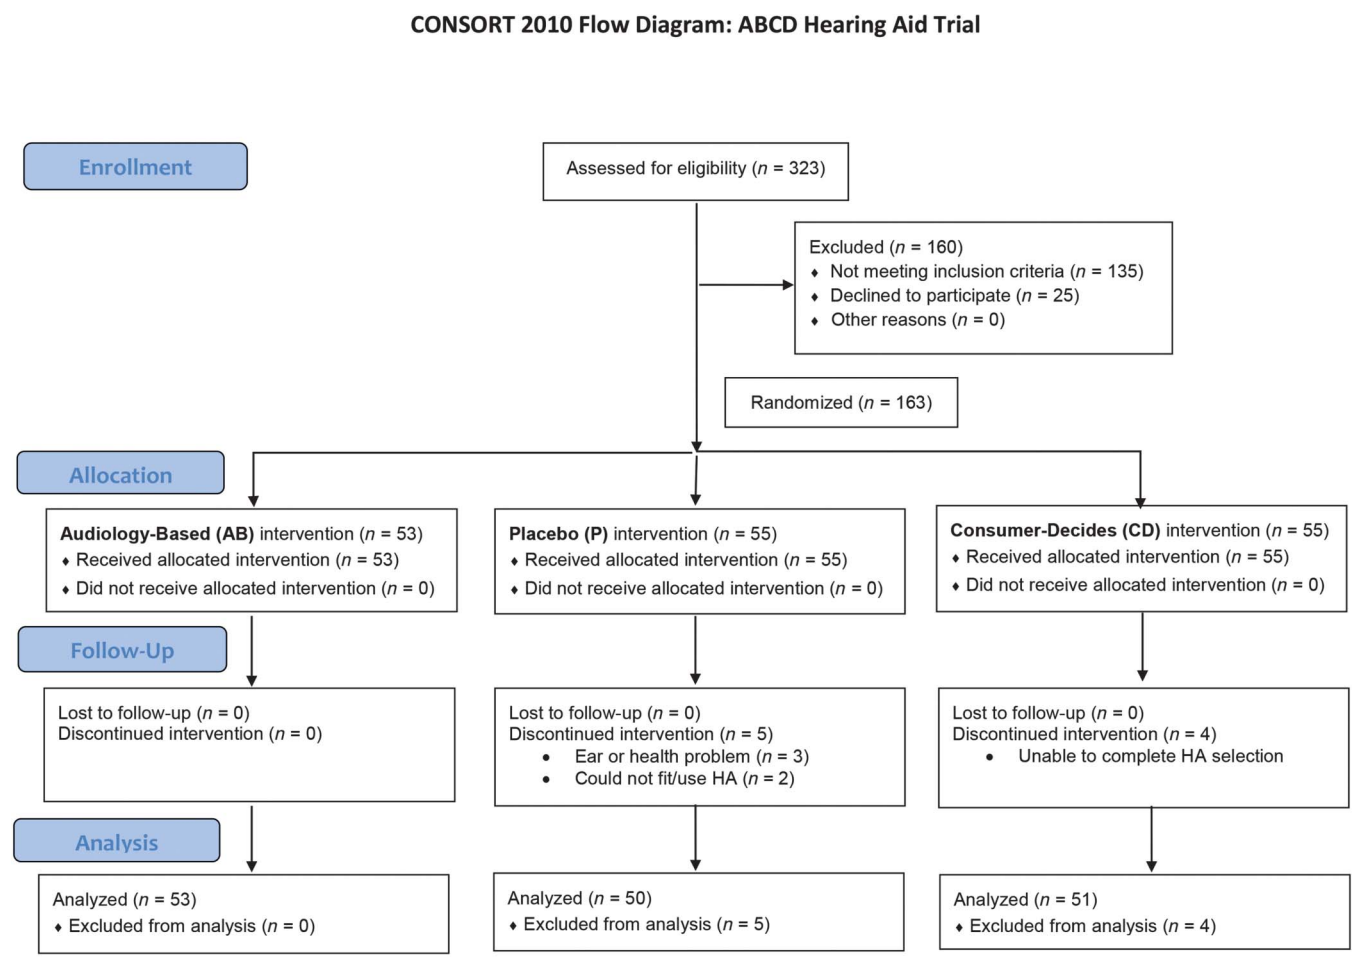 CONSORT 2010 Flow Diagram: ABCD Hearing Aid Trial
Enrollment
Assessed for eligibility (n = 323)
Excluded (n = 160)
♦ Not meeting inclusion criteria (n = 135)
♦ Declined to participate (n = 25)
♦ Other reasons (n = 0)
Randomized (n = 163)
Allocation
Audiology-Based (AB) intervention (n = 53)
♦ Received allocated intervention (n = 53)
♦ Did not receive allocated intervention (n = 0)
Placebo (P) intervention (n = 55)
♦ Received allocated intervention (n = 55)
♦ Did not receive allocated intervention (n = 0)
Consumer-Decides (CD) intervention (n = 55)
♦ Received allocated intervention (n = 55)
♦ Did not receive allocated intervention (n = 0)
Follow-Up
Lost to follow-up (n = 0)
Discontinued intervention (n = 0)
Lost to follow-up (n = 0)
Discontinued intervention (n = 5)
• Ear or health problem (n = 3)
• Could not fit/use HA (n = 2)
Lost to follow-up (n = 0)
Discontinued intervention (n = 4)
• Unable to complete HA selection
Analysis
Analyzed (n = 53)
♦ Excluded from analysis (n = 0)
Analyzed (n = 50)
♦ Excluded from analysis (n = 5)
Analyzed (n = 51)
♦ Excluded from analysis (n = 4)